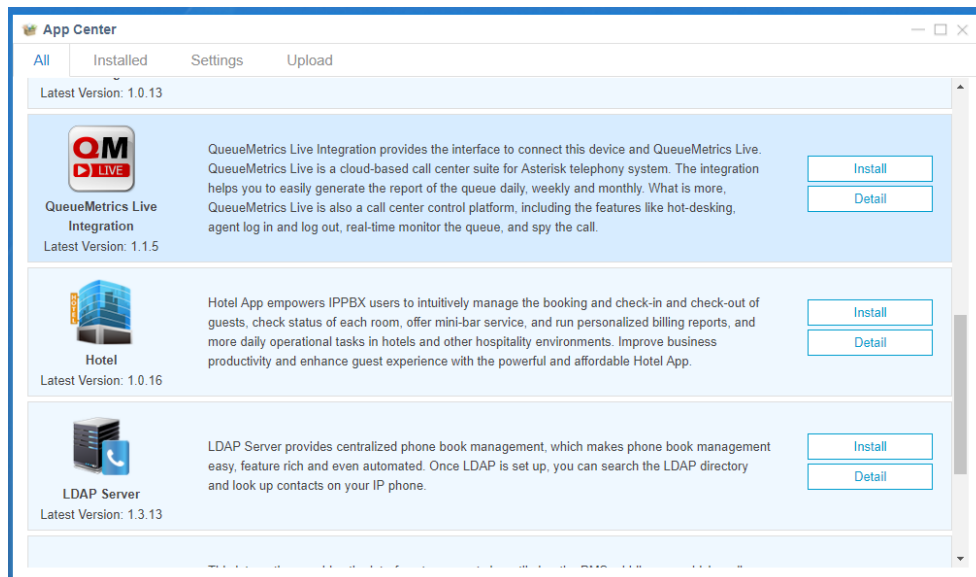 App Center
All Installed Settings Upload
Latest Version: 1.0.13
QM
LIVE
QueueMetrics Live
Integration
Latest Version: 1.1.5
QueueMetrics Live Integration provides the interface to connect this device and QueueMetrics Live.
QueueMetrics Live is a cloud-based call center suite for Asterisk telephony system. The integration
helps you to easily generate the report of the queue daily, weekly and monthly. What is more,
QueueMetrics Live is also a call center control platform, including the features like hot-desking,
agent log in and log out, real-time monitor the queue, and spy the call.
Install
Detail
HOTEL
Hotel
Latest Version: 1.0.16
Hotel App empowers IPPBX users to intuitively manage the booking and check-in and check-out of
guests, check status of each room, offer mini-bar service, and run personalized billing reports, and
more daily operational tasks in hotels and other hospitality environments. Improve business
productivity and enhance guest experience with the powerful and affordable Hotel App.
Install
Detail
LDAP Server
Latest Version: 1.3.13
LDAP Server provides centralized phone book management, which makes phone book management
easy, feature rich and even automated. Once LDAP is set up, you can search the LDAP directory
and look up contacts on your IP phone.
Install
Detail